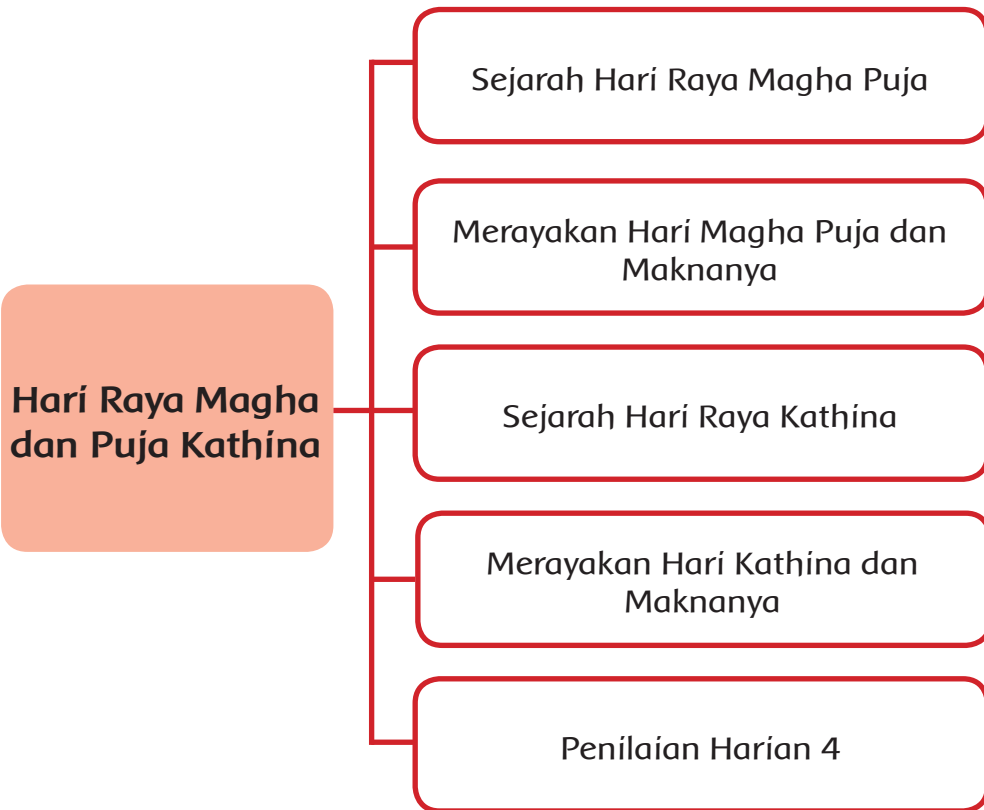 Hari Raya Magha
dan Puja Kathina
Sejarah Hari Raya Magha Puja
Merayakan Hari Magha Puja dan
Maknanya
Sejarah Hari Raya Kathina
Merayakan Hari Kathina dan
Maknanya
Penilaian Harian 4